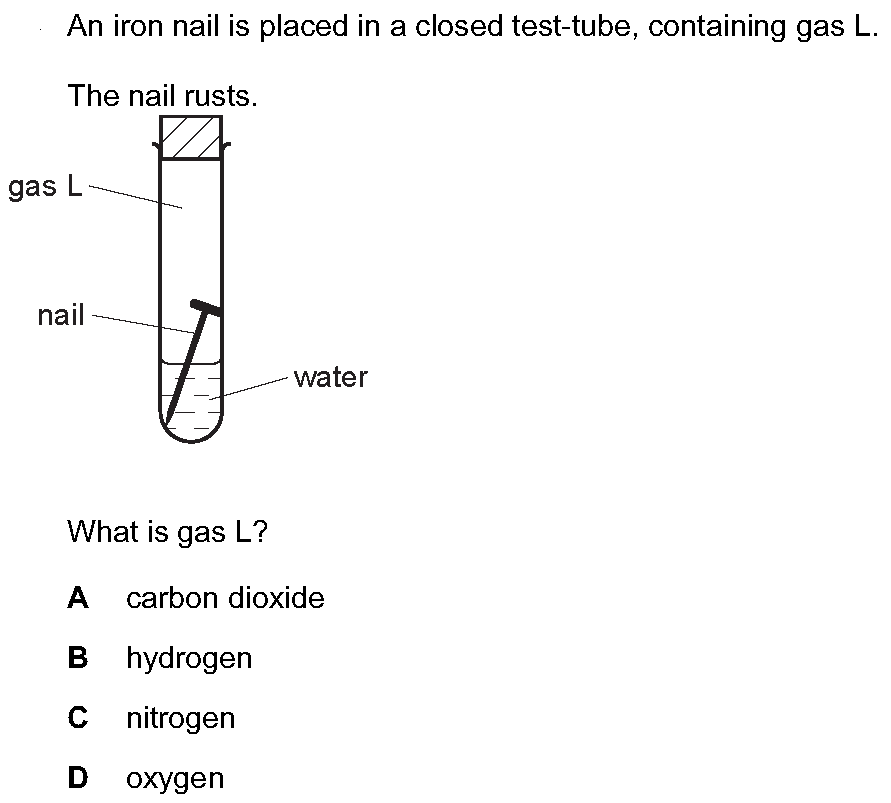 An iron nail is placed in a closed test-tube, containing gas L.
The nail rusts.
gas L
nail
water
What is gas L?
A carbon dioxide
B hydrogen
C nitrogen
D oxygen